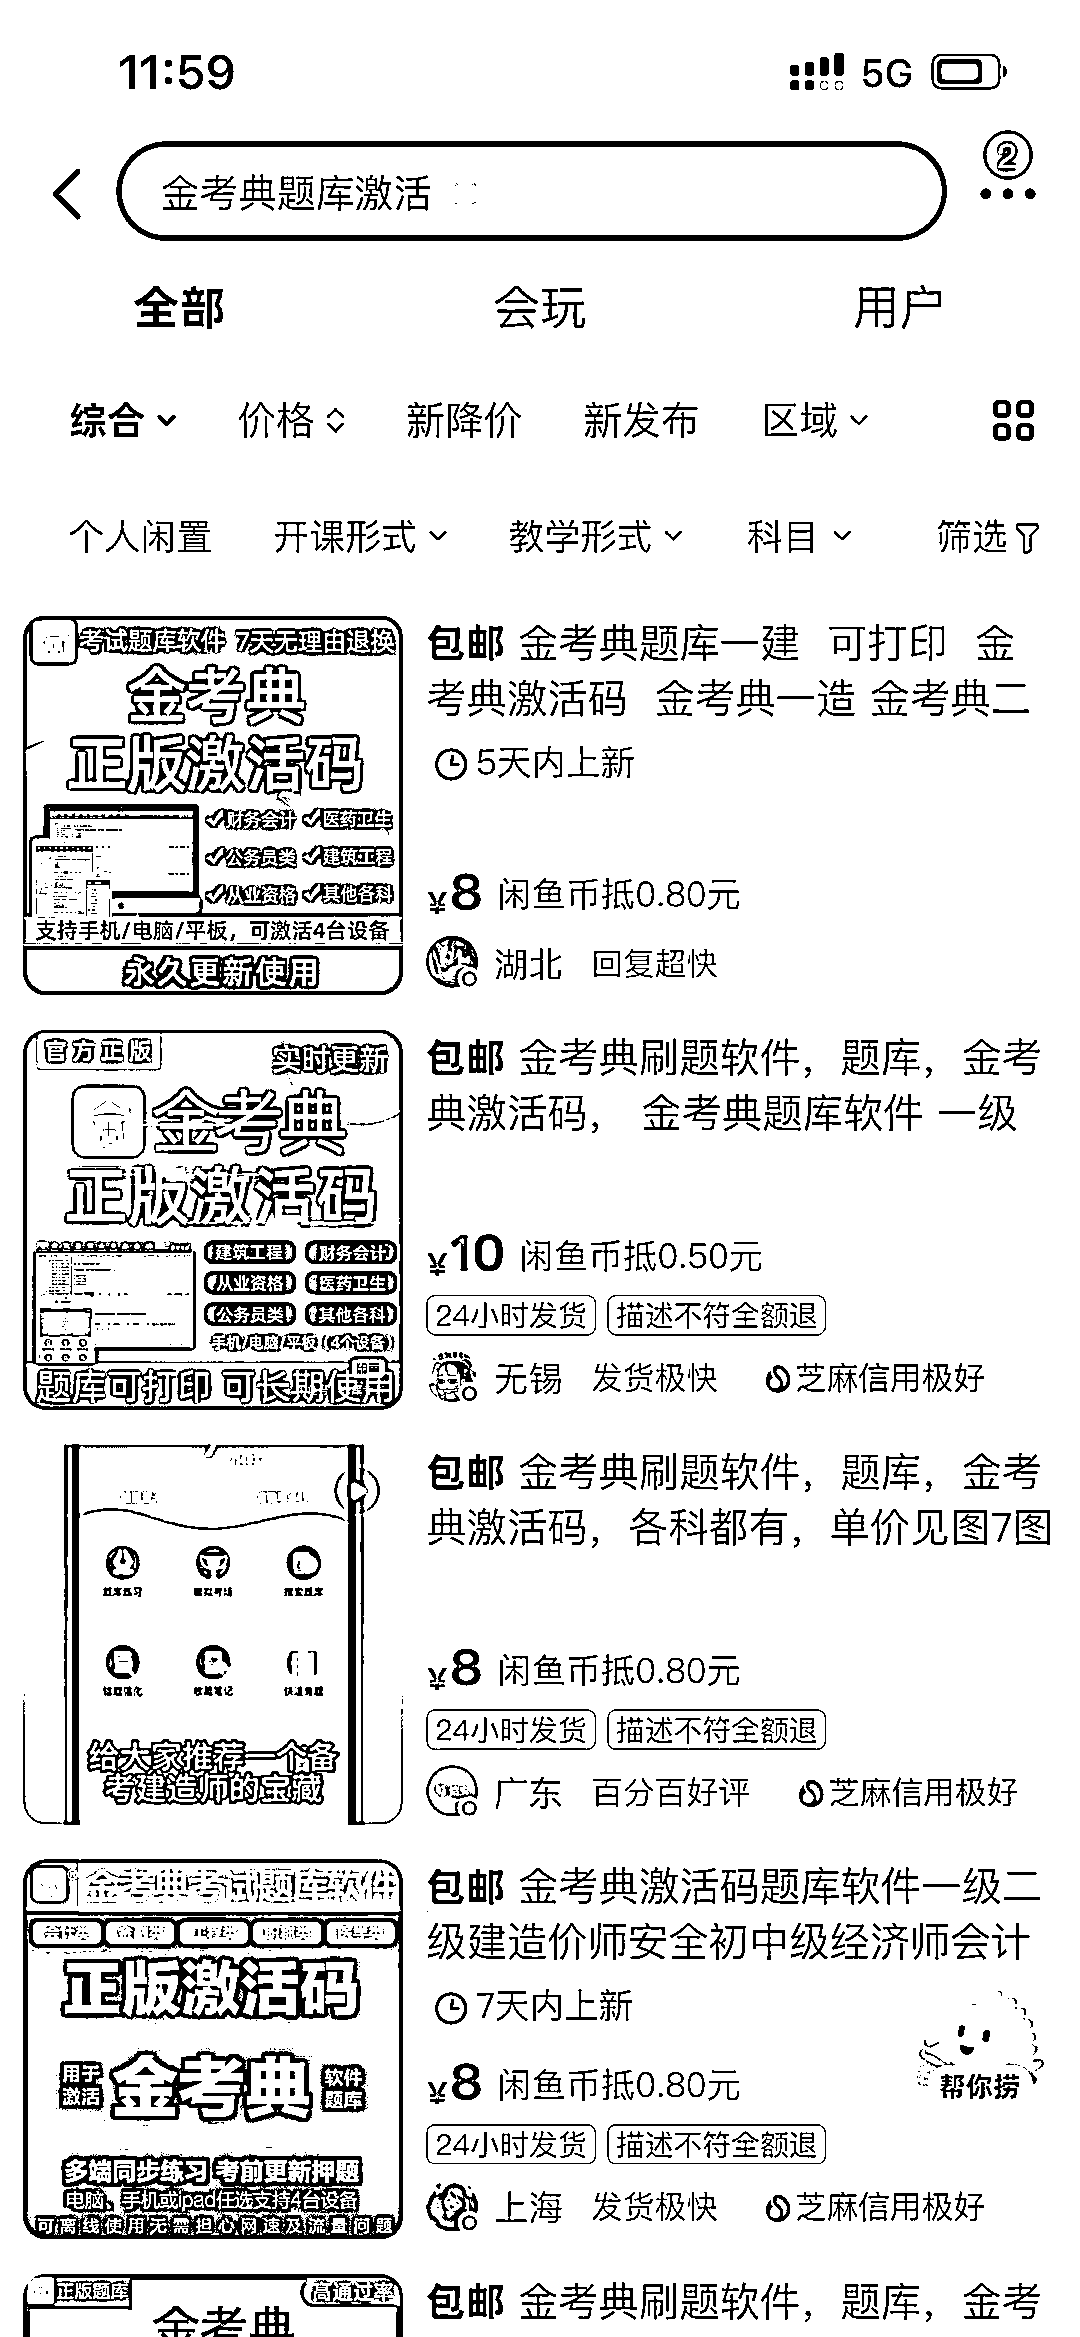 11:59
5G
金考典题库激活
2
全部 会玩 用户
综合 价格 新降价 新发布 区域
个人闲置 开课形式 教学形式 科目 筛选
考试题库软件 7天无理由退换
金考典
正版激活码
财务会计 医药卫生
公务员类 建筑工程
从业资格 其他各科
支持手机/电脑/平板，可激活4台设备
永久更新使用
包邮 金考典题库一建 可打印 金
考典激活码 金考典一造 金考典二
5天内上新
¥8 闲鱼币抵0.80元
湖北 回复超快
官方正版 实时更新
金考典
正版激活码
建筑工程 财务会计
从业资格 医药卫生
公务员类 其他各科
手机/电脑/平板（4个设备）
题库可打印 可长期使用
包邮 金考典刷题软件，题库，金考
典激活码， 金考典题库软件 一级
¥10 闲鱼币抵0.50元
24小时发货 描述不符全额退
无锡 发货极快 芝麻信用极好
给大家推荐一个备
考建造师的宝藏
包邮 金考典刷题软件，题库，金考
典激活码，各科都有，单价见图7图
¥8 闲鱼币抵0.80元
24小时发货 描述不符全额退
广东 百分百好评 芝麻信用极好
金考典考试题库软件
正版激活码
用于激活 金考典 软件题库
多端同步练习 考前更新押题
电脑、手机或ipad任选支持4台设备
可离线使用无需担心网速及流量问题
包邮 金考典激活码题库软件一级二
级建造价师安全初中级经济师会计
7天内上新
¥8 闲鱼币抵0.80元
24小时发货 描述不符全额退
上海 发货极快 芝麻信用极好
帮你捞
正版题库 高通过率
金考典
包邮 金考典刷题软件，题库，金考